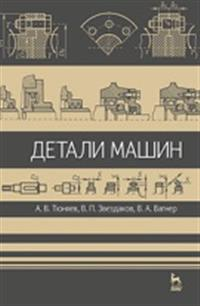 ДЕТАЛИ МАШИН
А. В. Тюняев, В. П. Звездаков, В. А. Вагнер